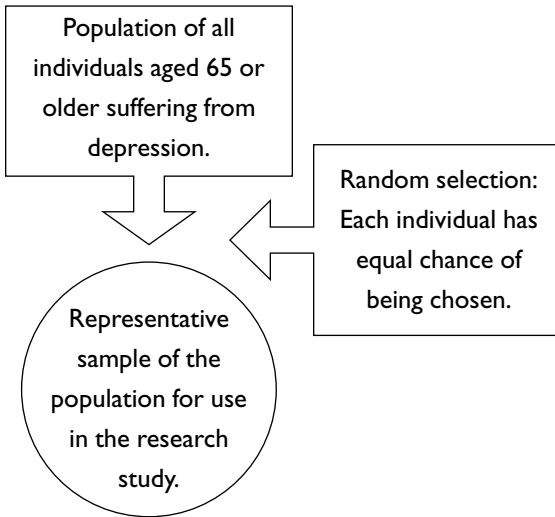 Population of all
individuals aged 65 or
older suffering from
depression.
Random selection:
Each individual has
equal chance of
being chosen.
Representative
sample of the
population for use
in the research
study.